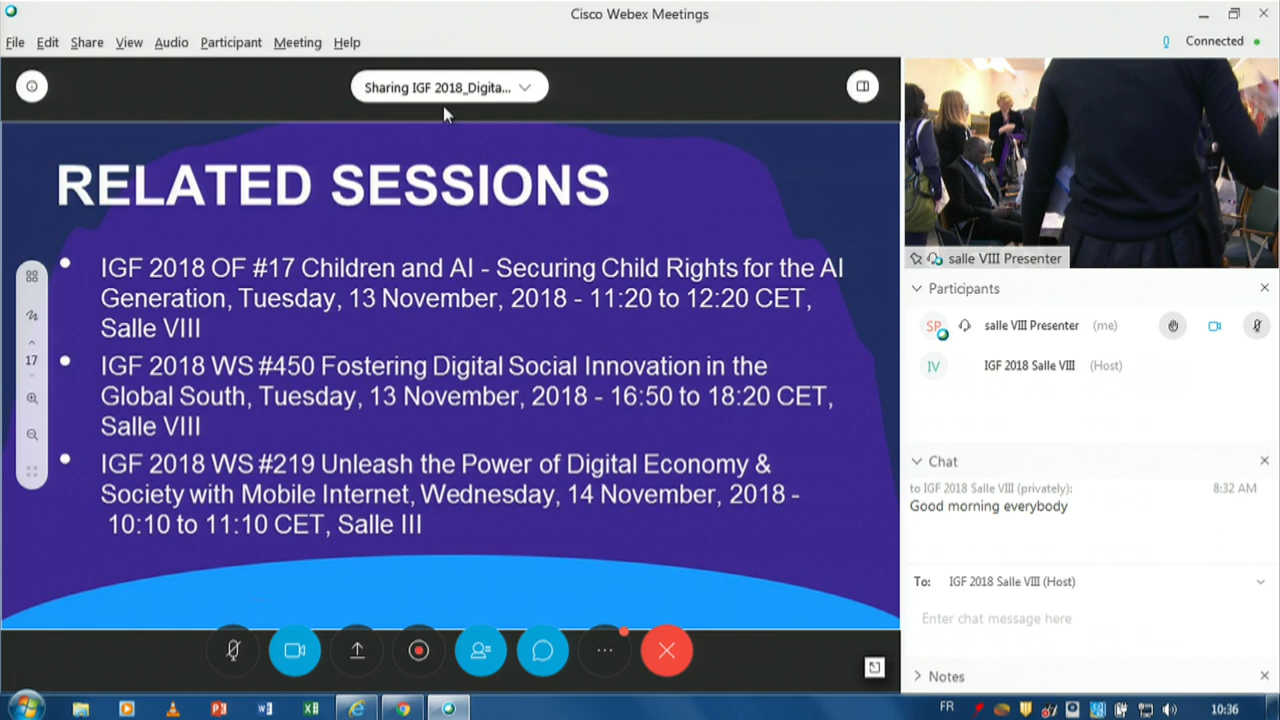 Cisco Webex Meetings
File Edit Share View Audio Participant Meeting Help
Connected
Sharing IGF 2018_Digita...
RELATED SESSIONS
• IGF 2018 OF #17 Children and AI - Securing Child Rights for the AI
Generation, Tuesday, 13 November, 2018 - 11:20 to 12:20 CET,
Salle VIII
• IGF 2018 WS #450 Fostering Digital Social Innovation in the
Global South, Tuesday, 13 November, 2018 - 16:50 to 18:20 CET,
Salle VIII
• IGF 2018 WS #219 Unleash the Power of Digital Economy &
Society with Mobile Internet, Wednesday, 14 November, 2018 -
10:10 to 11:10 CET, Salle III
17
salle VIII Presenter
Participants
SP salle VIII Presenter (me)
IV IGF 2018 Salle VIII (Host)
Chat
to IGF 2018 Salle VIII (privately): 8:32 AM
Good morning everybody
To: IGF 2018 Salle VIII (Host)
Enter chat message here
Notes
FR 10:36